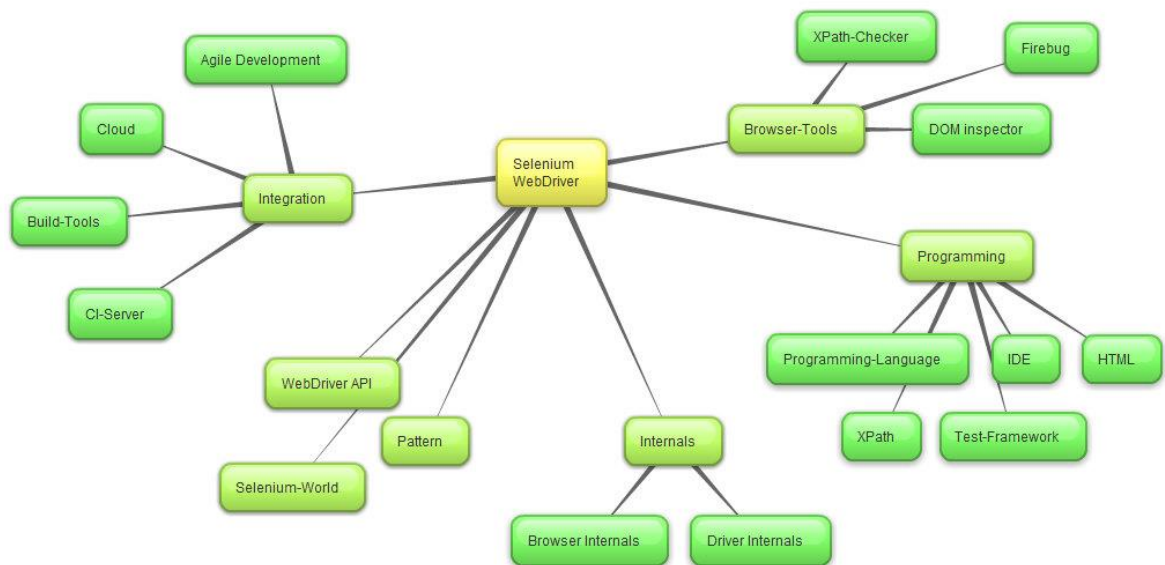 XPath-Checker
Firebug
Agile Development
Cloud
Browser-Tools
DOM inspector
Selenium
WebDriver
Integration
Build-Tools
Programming
CI-Server
Programming-Language
IDE
HTML
WebDriver API
Pattern
Internals
XPath
Test-Framework
Selenium-World
Browser Internals
Driver Internals